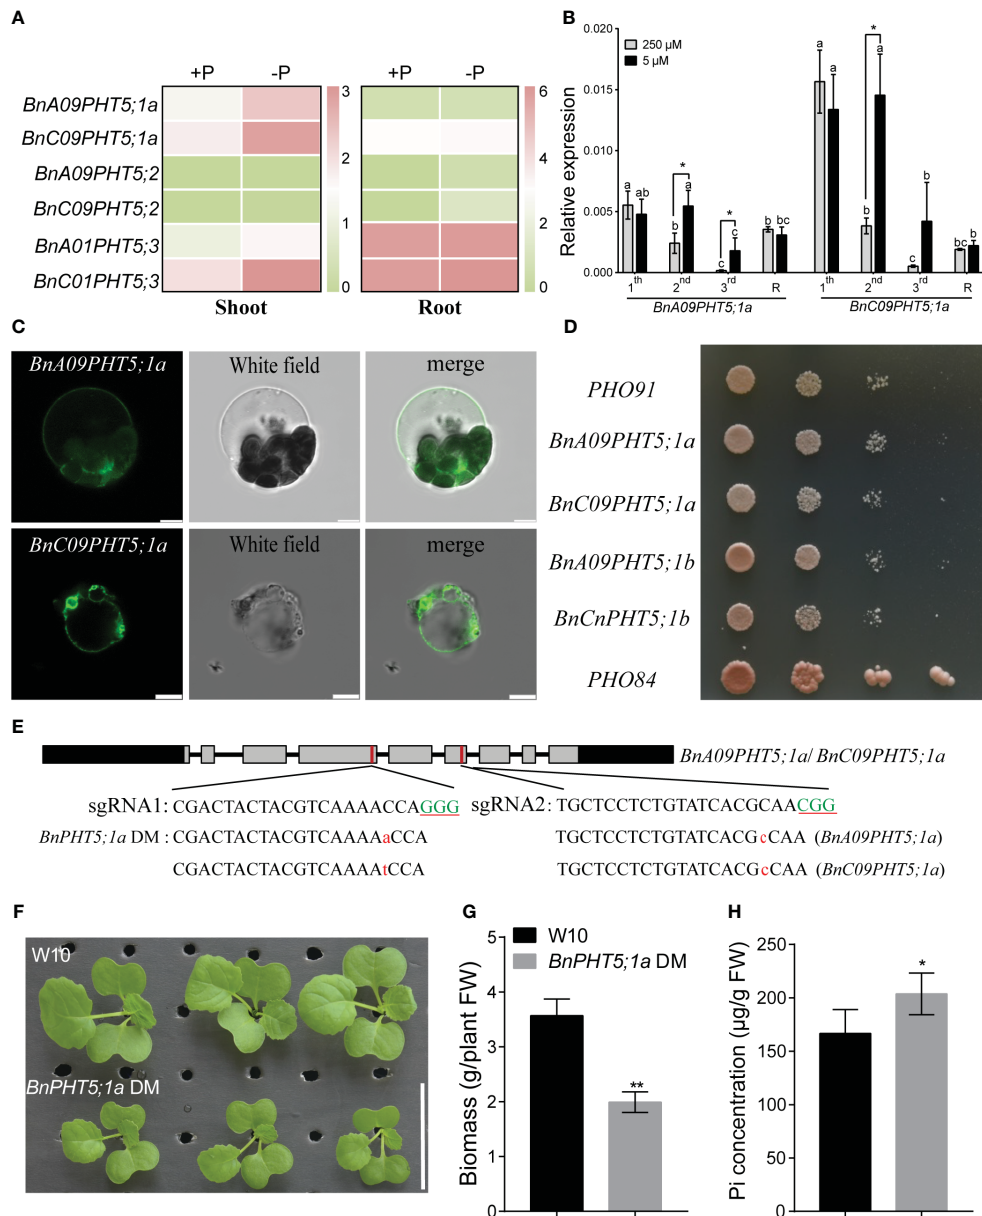 A
+P -P +P -P
BnA09PHT5;1a
BnC09PHT5;1a
BnA09PHT5;2
BnC09PHT5;2
BnA01PHT5;3
BnC01PHT5;3
3
2
1
0
6
4
2
0
Shoot Root
B
Relative expression
0.020
0.015
0.010
0.005
0.000
250 µM
5 µM
a ab b a * c c * b bc
a a b a * c b bc b
1th 2nd 3rd R 1th 2nd 3rd R
BnA09PHT5;1a BnC09PHT5;1a
C
BnA09PHT5;1a White field merge
BnC09PHT5;1a White field merge
D
PHO91
BnA09PHT5;1a
BnC09PHT5;1a
BnA09PHT5;1b
BnCnPHT5;1b
PHO84
E
BnA09PHT5;1a/ BnC09PHT5;1a
sgRNA1: CGACTACTACGTCAAAACCAGGG sgRNA2: TGCTCCTCTGTATCACGCAACGG
BnPHT5;1a DM : CGACTACTACGTCAAAAaCCA TGCTCCTCTGTATCACGcCAA (BnA09PHT5;1a)
CGACTACTACGTCAAAAtCCA TGCTCCTCTGTATCACGcCAA (BnC09PHT5;1a)
F
W10
BnPHT5;1a DM
G
W10
BnPHT5;1a DM
Biomass (g/plant FW)
5
4
3
2
1
0
**
H
Pi concentration (µg/g FW)
250
200
150
100
50
0
*